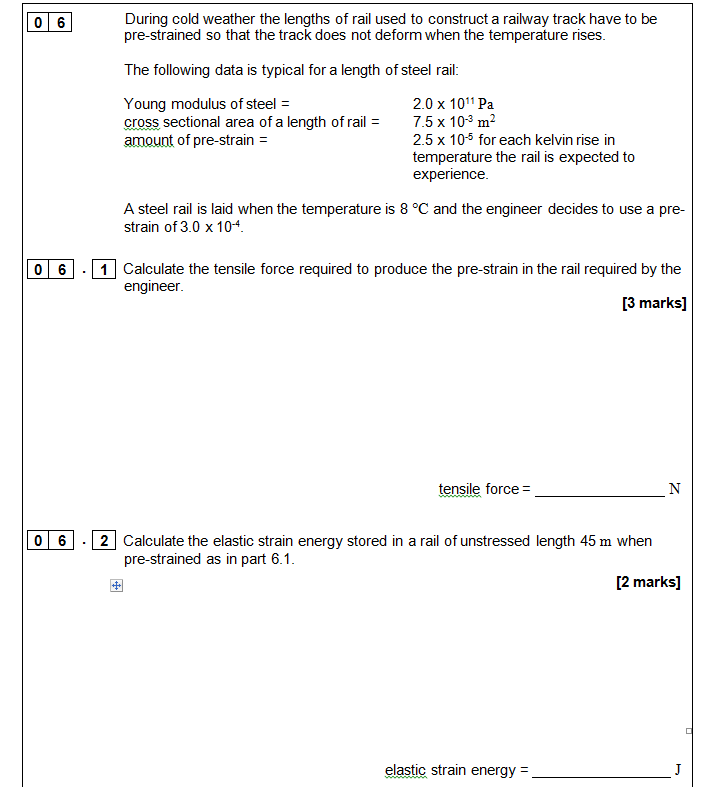 0 6 During cold weather the lengths of rail used to construct a railway track have to be
pre-strained so that the track does not deform when the temperature rises.
The following data is typical for a length of steel rail:
Young modulus of steel = 2.0 x 10¹¹ Pa
cross sectional area of a length of rail = 7.5 x 10⁻³ m²
amount of pre-strain = 2.5 x 10⁻⁵ for each kelvin rise in
temperature the rail is expected to
experience.
A steel rail is laid when the temperature is 8 °C and the engineer decides to use a pre-
strain of 3.0 x 10⁻⁴.
0 6 . 1 Calculate the tensile force required to produce the pre-strain in the rail required by the
engineer.
[3 marks]
tensile force = ____________ N
0 6 . 2 Calculate the elastic strain energy stored in a rail of unstressed length 45 m when
pre-strained as in part 6.1.
[2 marks]
elastic strain energy = ____________ J